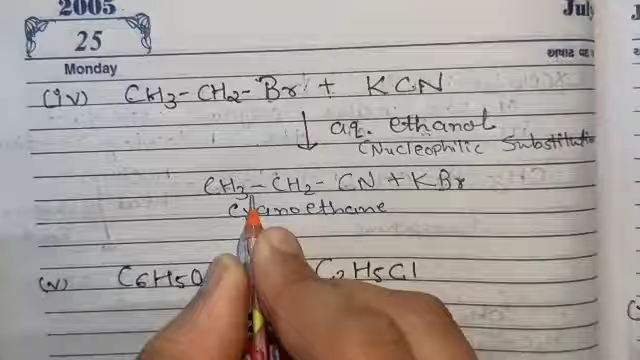 2005
July
25
Monday
(iv) CH3-CH2-Br + KCN
aq. ethanol
(Nucleophilic Substitution
CH3-CH2-CN + KBr
cyanoethane
(v) C6H5O C2H5Cl